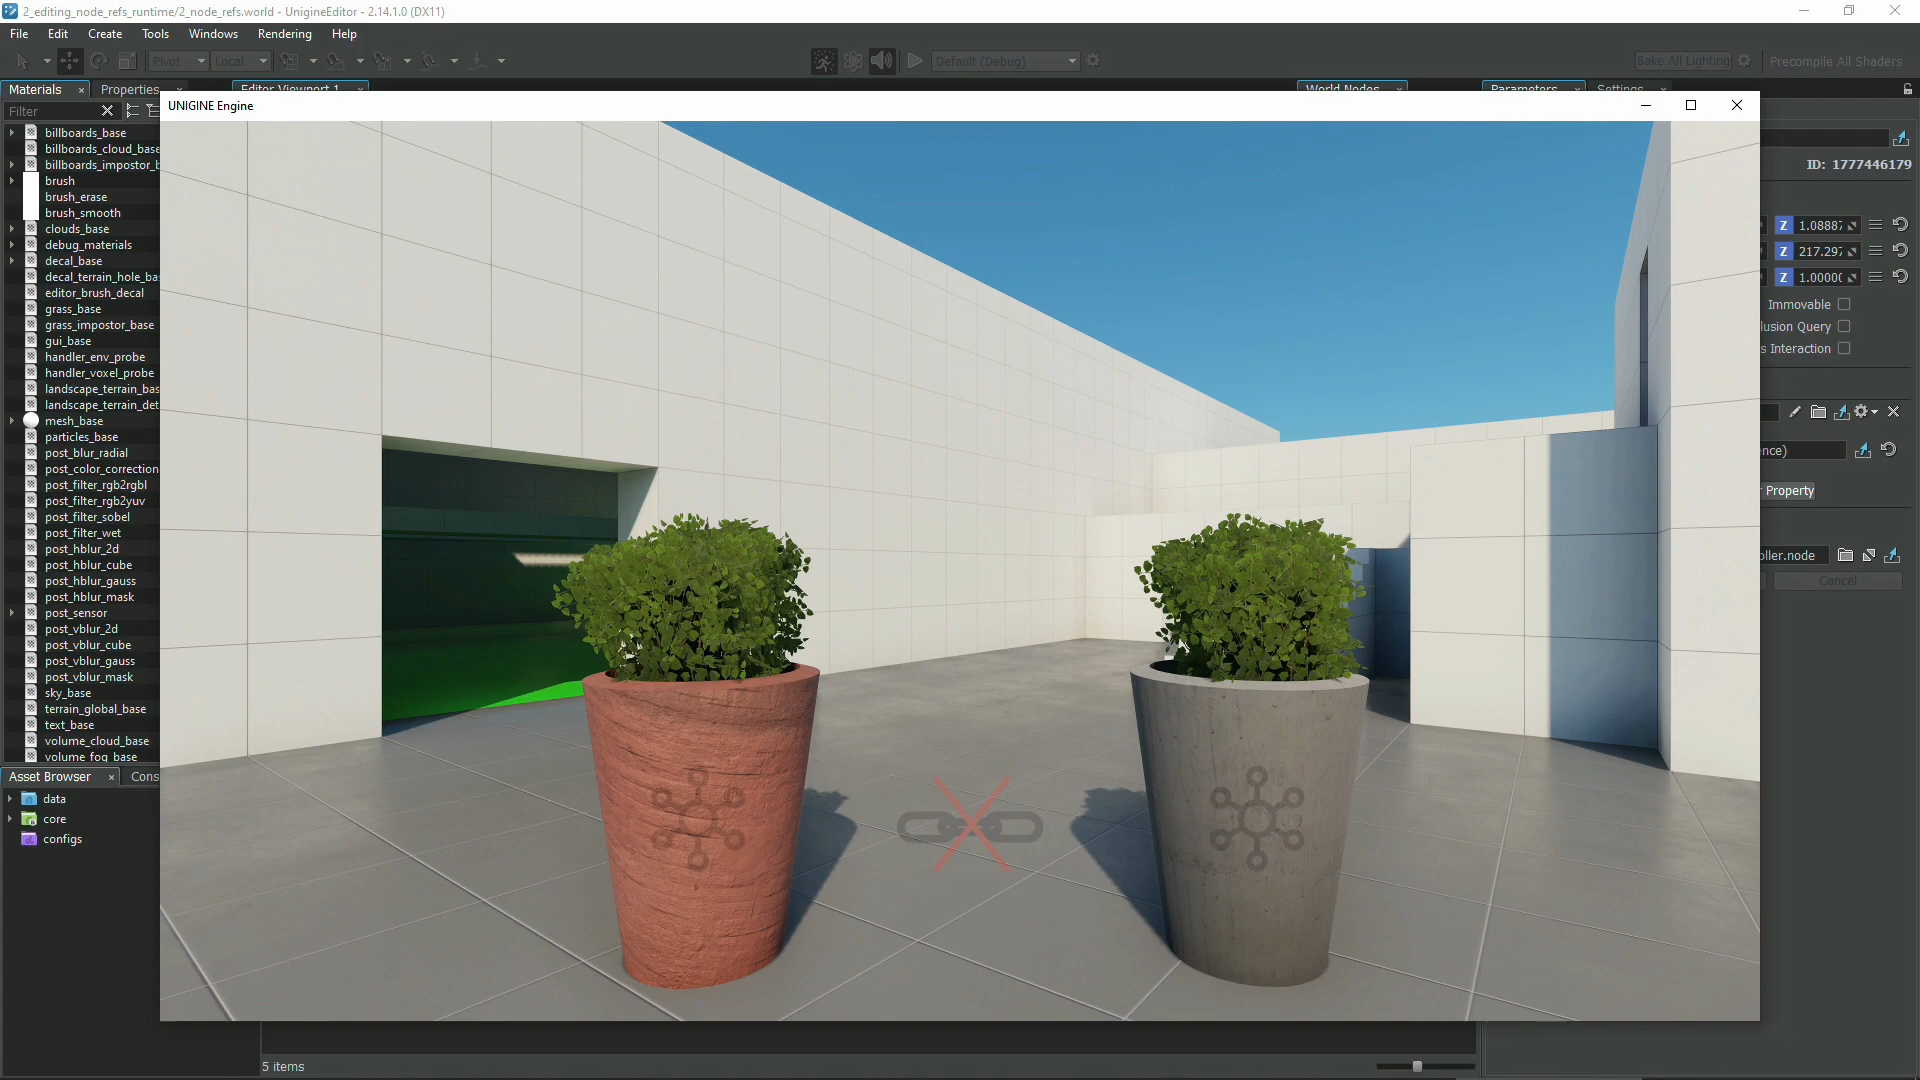 2_editing_node_refs_runtime/2_node_refs.world - UnigineEditor - 2.14.1.0 (DX11)
File Edit Create Tools Windows Rendering Help
Pivot Local Default (Debug) Bake All Lighting Precompile All Shaders
Materials Properties Editor Viewport 1 World Nodes Parameters Settings
Filter
UNIGINE Engine
billboards_base
billboards_cloud_base
billboards_impostor_b
brush
brush_erase
brush_smooth
clouds_base
debug_materials
decal_base
decal_terrain_hole_ba
editor_brush_decal
grass_base
grass_impostor_base
gui_base
handler_env_probe
handler_voxel_probe
landscape_terrain_bas
landscape_terrain_det
mesh_base
particles_base
post_blur_radial
post_color_correction
post_filter_rgb2rgbl
post_filter_rgb2yuv
post_filter_sobel
post_filter_wet
post_hblur_2d
post_hblur_cube
post_hblur_gauss
post_hblur_mask
post_sensor
post_vblur_2d
post_vblur_cube
post_vblur_gauss
post_vblur_mask
sky_base
terrain_global_base
text_base
volume_cloud_base
volume_fog_base
Asset Browser Cons
data
core
configs
5 items
ID: 1777446179
Z 1.0888
Z 217.297
Z 1.0000
Immovable
lusion Query
s Interaction
nce)
Property
oller.node
Cancel